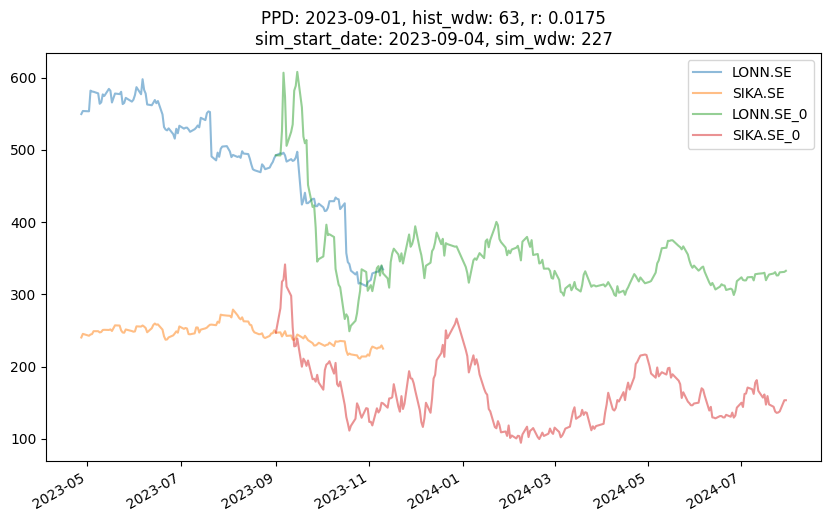 PPD: 2023-09-01, hist_wdw: 63, r: 0.0175
sim_start_date: 2023-09-04, sim_wdw: 227
LONN.SE
SIKA.SE
LONN.SE_0
SIKA.SE_0
600
500
400
300
200
100
2023-05
2023-07
2023-09
2023-11
2024-01
2024-03
2024-05
2024-07